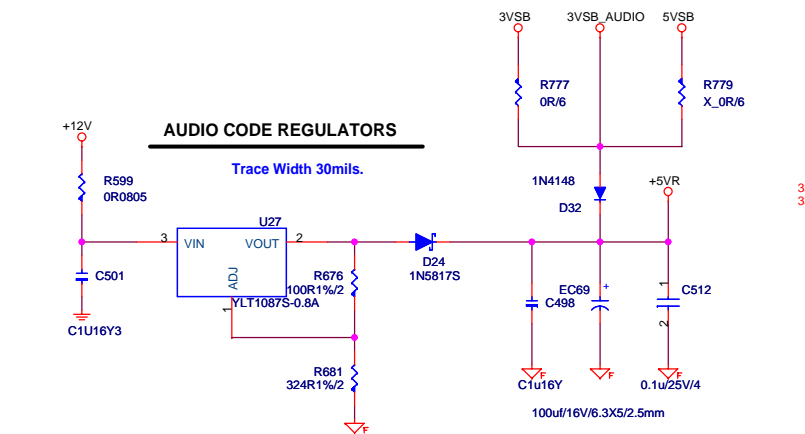 3VSB 3VSB_AUDIO 5VSB
R777
0R/6
R779
X_0R/6
+12V
AUDIO CODE REGULATORS
Trace Width 30mils.
R599
0R0805
1N4148
D32
+5VR
3
3
U27
3 VIN VOUT 2
ADJ
1
YLT1087S-0.8A
D24
1N5817S
C501
C1U16Y3
R676
100R1%/2
R681
324R1%/2
F
EC69
+
C498
C1u16Y
F
F
100uf/16V/6.3X5/2.5mm
C512
1
2
F
0.1u/25V/4